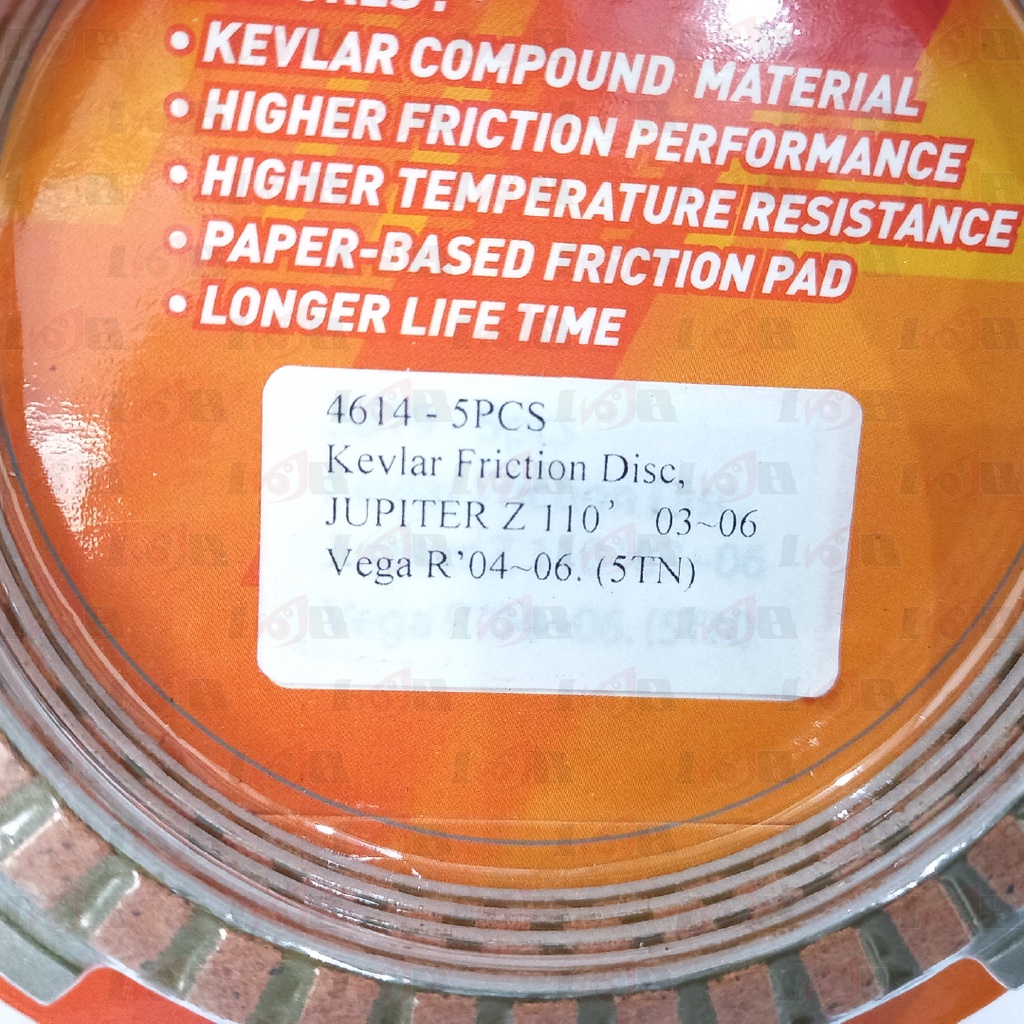 • KEVLAR COMPOUND MATERIAL
• HIGHER FRICTION PERFORMANCE
• HIGHER TEMPERATURE RESISTANCE
• PAPER-BASED FRICTION PAD
• LONGER LIFE TIME
4614 - 5PCS
Kevlar Friction Disc,
JUPITER Z 110’ 03~06
Vega R’04~06. (5TN)